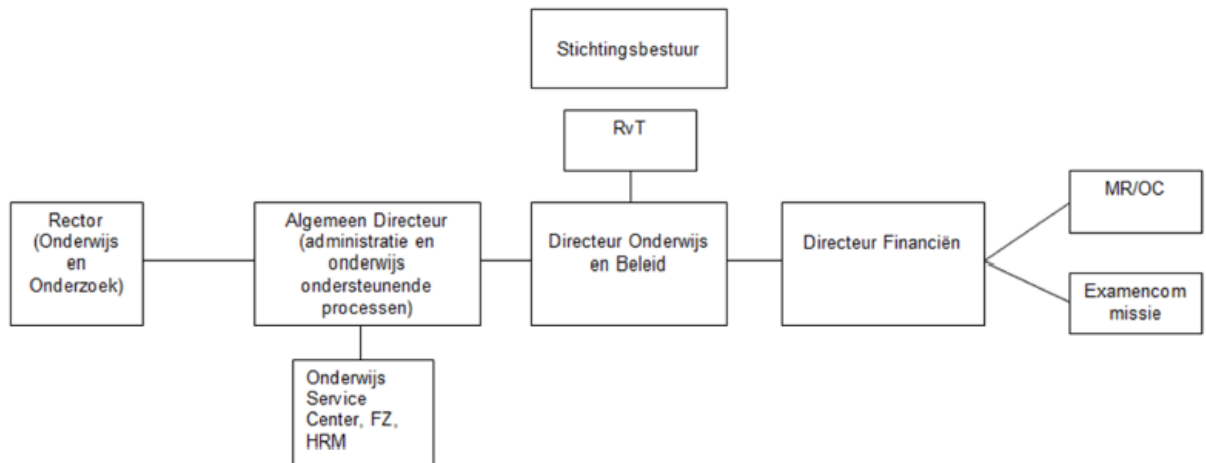 Stichtingsbestuur
RvT
Rector
(Onderwijs
en
Onderzoek)
Algemeen Directeur
(administratie en
onderwijs
ondersteunende
processen)
Directeur Onderwijs
en Beleid
Directeur Financiën
MR/OC
Examencom
missie
Onderwijs
Service
Center, FZ,
HRM